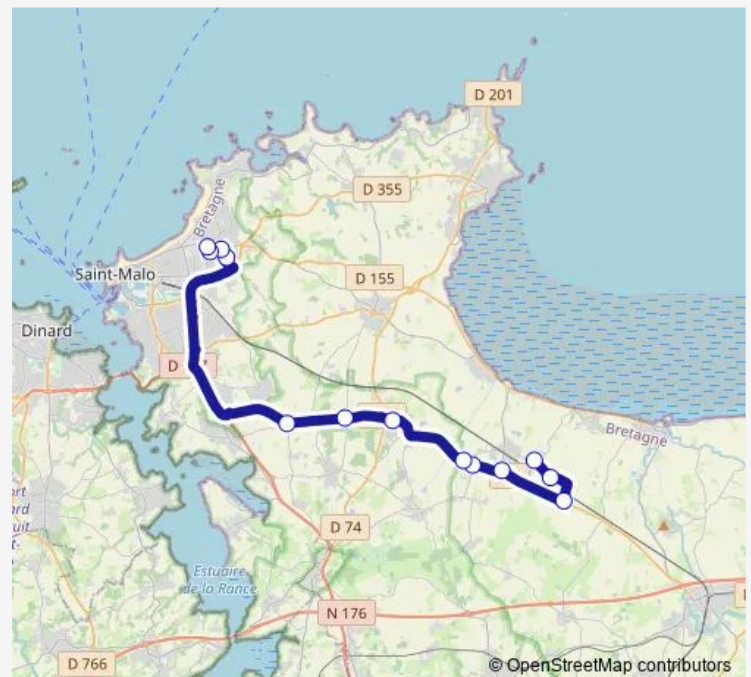 D 201
Bretagne
D 355
Saint-Malo
D 155
Dinard
D
Bretagne
D 74
Estuaire
de la Rance
N 176
D 766
© OpenStreetMap contributors